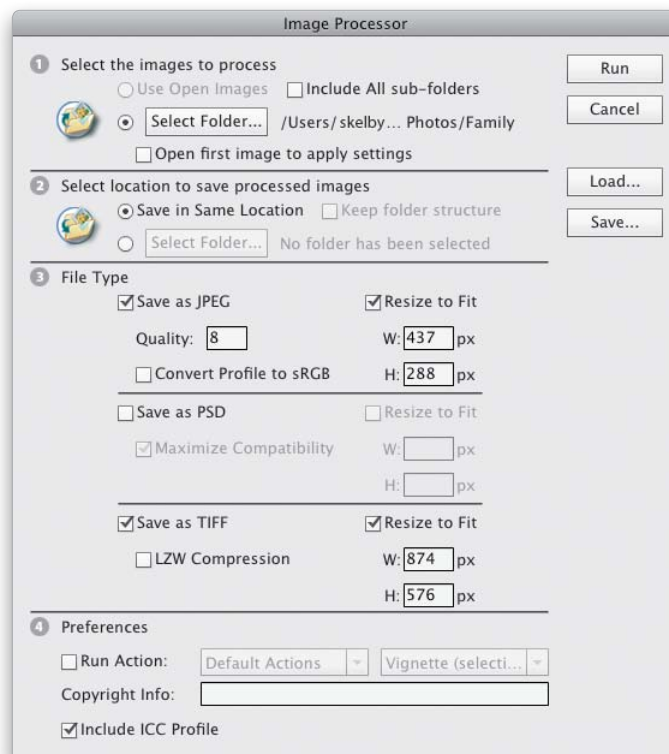 Image Processor
1 Select the images to process
Use Open Images Include All sub-folders
Run
Select Folder... /Users/skelby... Photos/Family
Cancel
Open first image to apply settings
2 Select location to save processed images
Load...
Save in Same Location Keep folder structure
Save...
Select Folder... No folder has been selected
3 File Type
Save as JPEG Resize to Fit
Quality: 8 W: 437 px
Convert Profile to sRGB H: 288 px
Save as PSD Resize to Fit
Maximize Compatibility W: px
H: px
Save as TIFF Resize to Fit
LZW Compression W: 874 px
H: 576 px
4 Preferences
Run Action: Default Actions Vignette (selecti...
Copyright Info:
Include ICC Profile